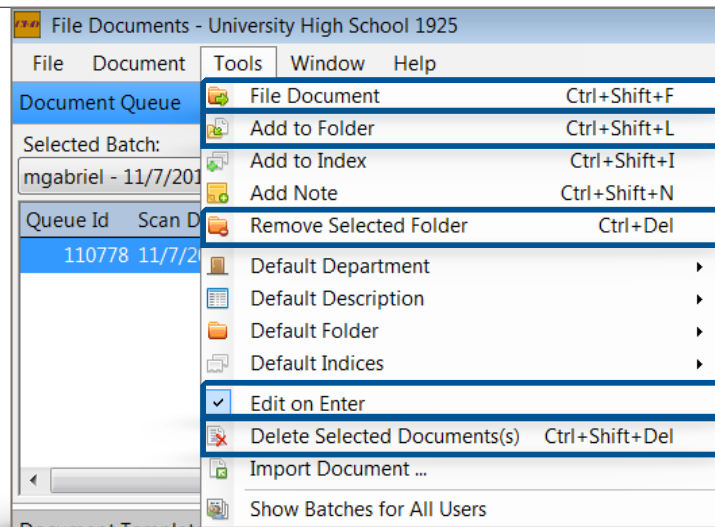 File Documents - University High School 1925
File Document Tools Window Help
Document Queue
Selected Batch:
mgabriel - 11/7/201
Queue Id Scan D
110778 11/7/2
File Document Ctrl+Shift+F
Add to Folder Ctrl+Shift+L
Add to Index Ctrl+Shift+I
Add Note Ctrl+Shift+N
Remove Selected Folder Ctrl+Del
Default Department
Default Description
Default Folder
Default Indices
Edit on Enter
Delete Selected Documents(s) Ctrl+Shift+Del
Import Document ...
Show Batches for All Users